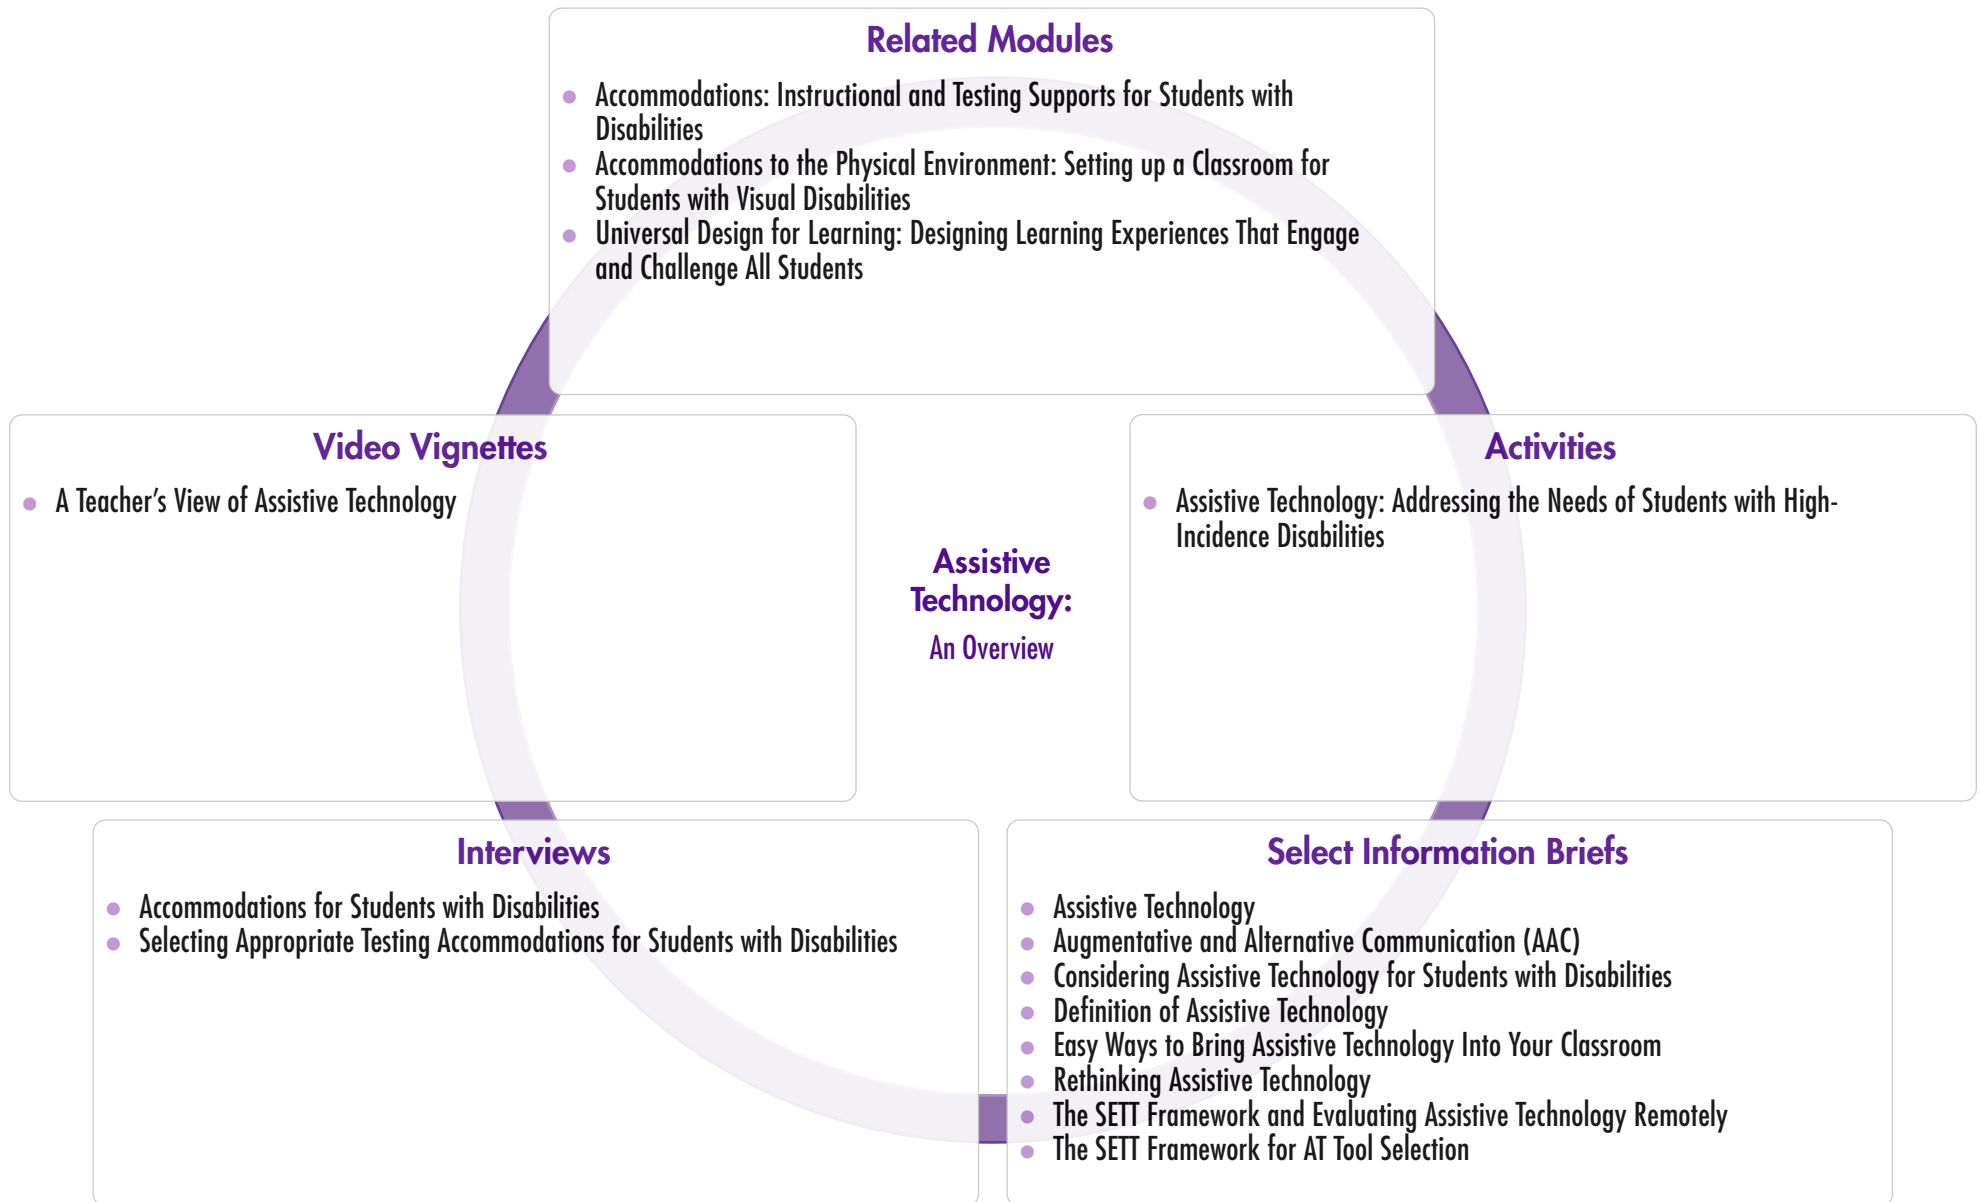 Related Modules
Accommodations: Instructional and Testing Supports for Students with
Disabilities
Accommodations to the Physical Environment: Setting up a Classroom for
Students with Visual Disabilities
Universal Design for Learning: Designing Learning Experiences That Engage
and Challenge All Students
Video Vignettes
A Teacher's View of Assistive Technology
Assistive
Technology:
An Overview
Activities
Assistive Technology: Addressing the Needs of Students with High-
Incidence Disabilities
Interviews
Accommodations for Students with Disabilities
Selecting Appropriate Testing Accommodations for Students with Disabilities
Select Information Briefs
Assistive Technology
Augmentative and Alternative Communication (AAC)
Considering Assistive Technology for Students with Disabilities
Definition of Assistive Technology
Easy Ways to Bring Assistive Technology Into Your Classroom
Rethinking Assistive Technology
The SETT Framework and Evaluating Assistive Technology Remotely
The SETT Framework for AT Tool Selection